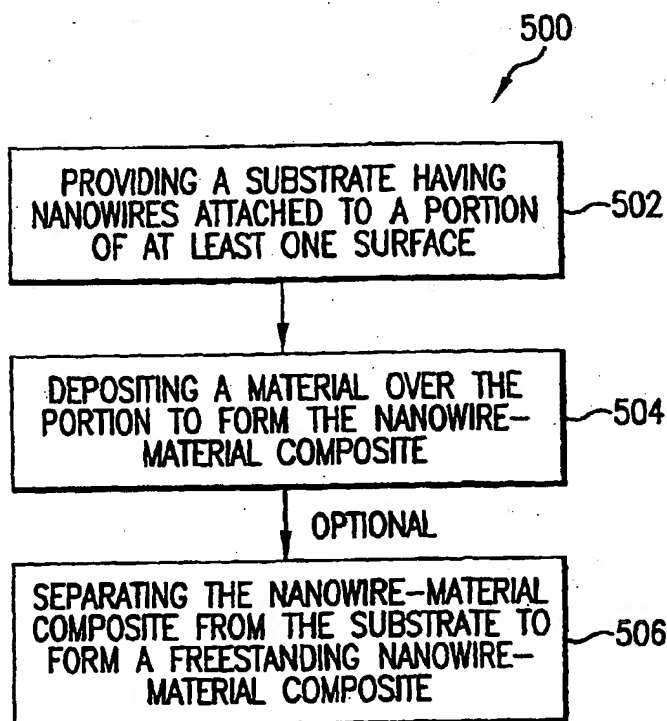 500
PROVIDING A SUBSTRATE HAVING
NANOWIRES ATTACHED TO A PORTION
OF AT LEAST ONE SURFACE
502
DEPOSITING A MATERIAL OVER THE
PORTION TO FORM THE NANOWIRE–
MATERIAL COMPOSITE
504
OPTIONAL
SEPARATING THE NANOWIRE–MATERIAL
COMPOSITE FROM THE SUBSTRATE TO
FORM A FREESTANDING NANOWIRE–
MATERIAL COMPOSITE
506